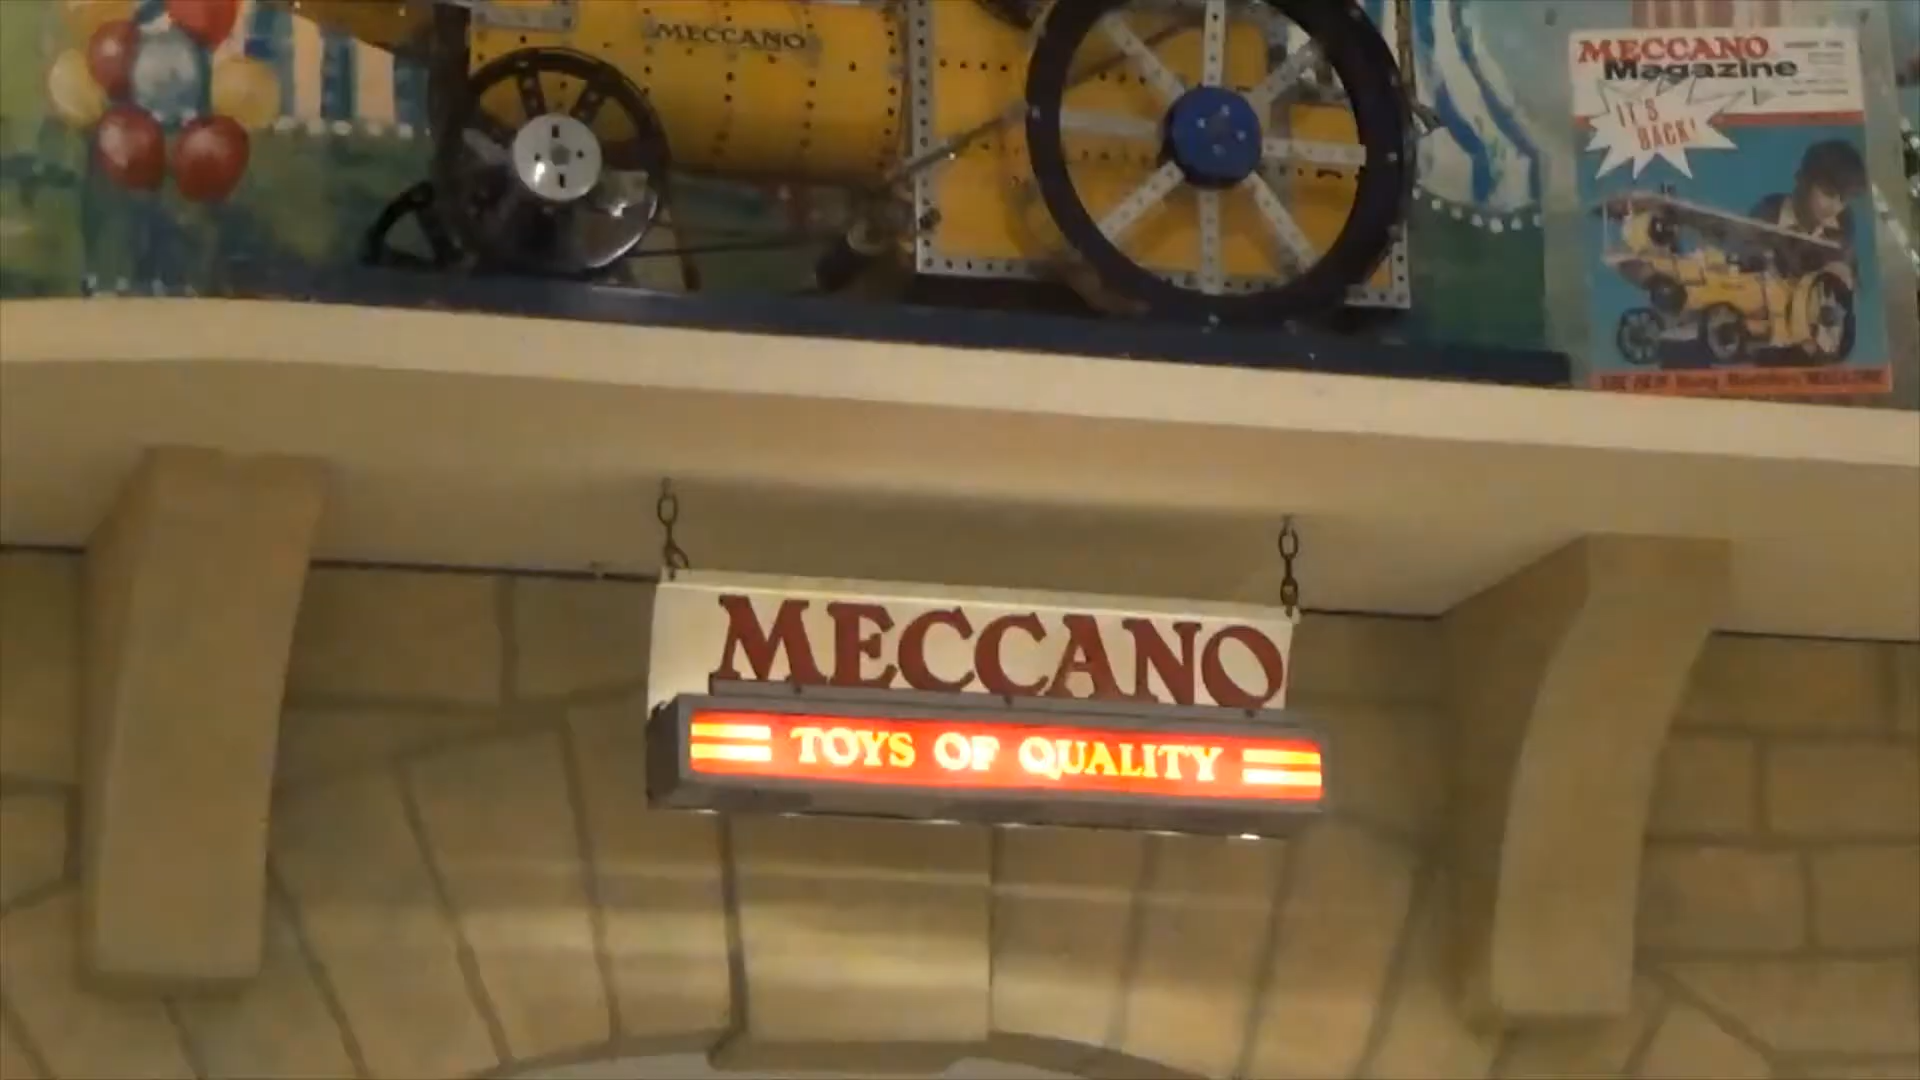 MECCANO
MECCANO
Magazine
IT'S
BACK!
MECCANO
TOYS OF QUALITY